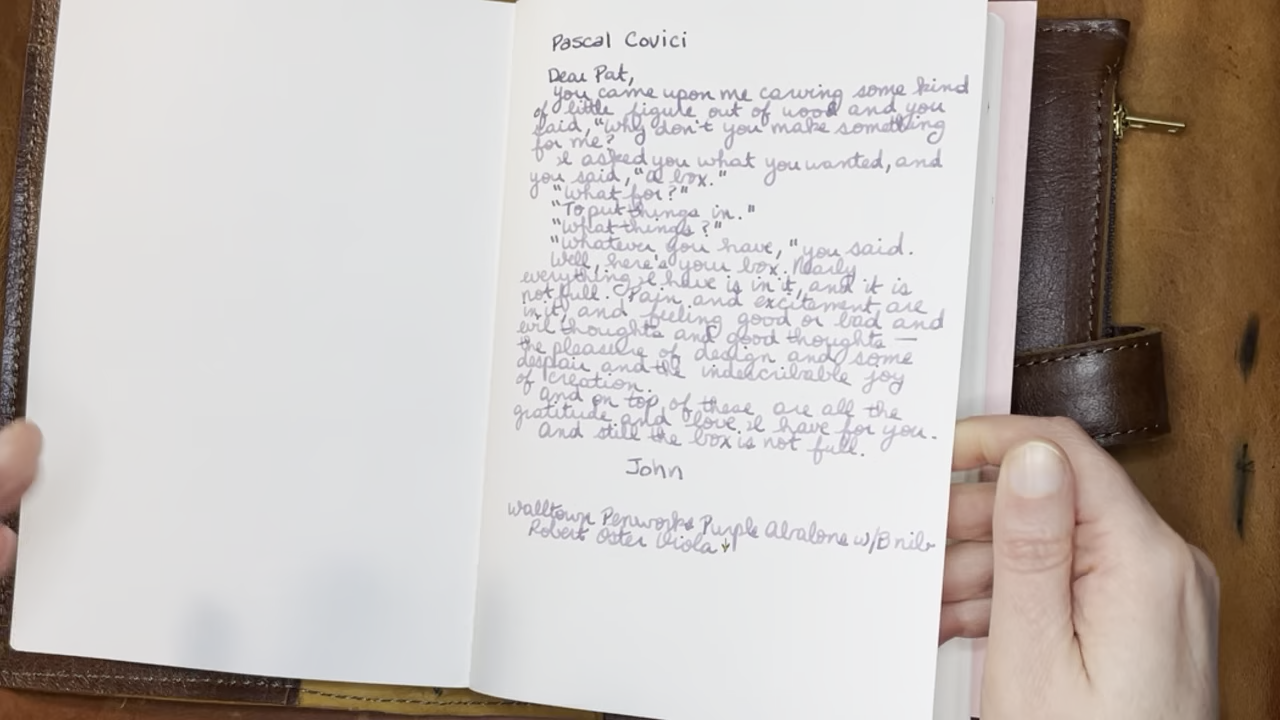 Pascal Covici
Dear Pat,
You came upon me carving some kind
of little figure out of wood and you
said, "Why don't you make something
for me?
I asked you what you wanted, and
you said, "A box."
"What for?"
"To put things in."
"What things?"
"Whatever you have," you said.
Well, here's your box. Nearly
everything I have is in it, and it is
not full. Pain and excitement are
in it, and feeling good or bad and
evil thoughts and good thoughts —
the pleasure of design and some
despair and the indescribable joy
of creation.
And on top of these are all the
gratitude and love I have for you.
And still the box is not full.
John
Walltown Penworks Purple Abalone w/B nib
Robert Oster Viola